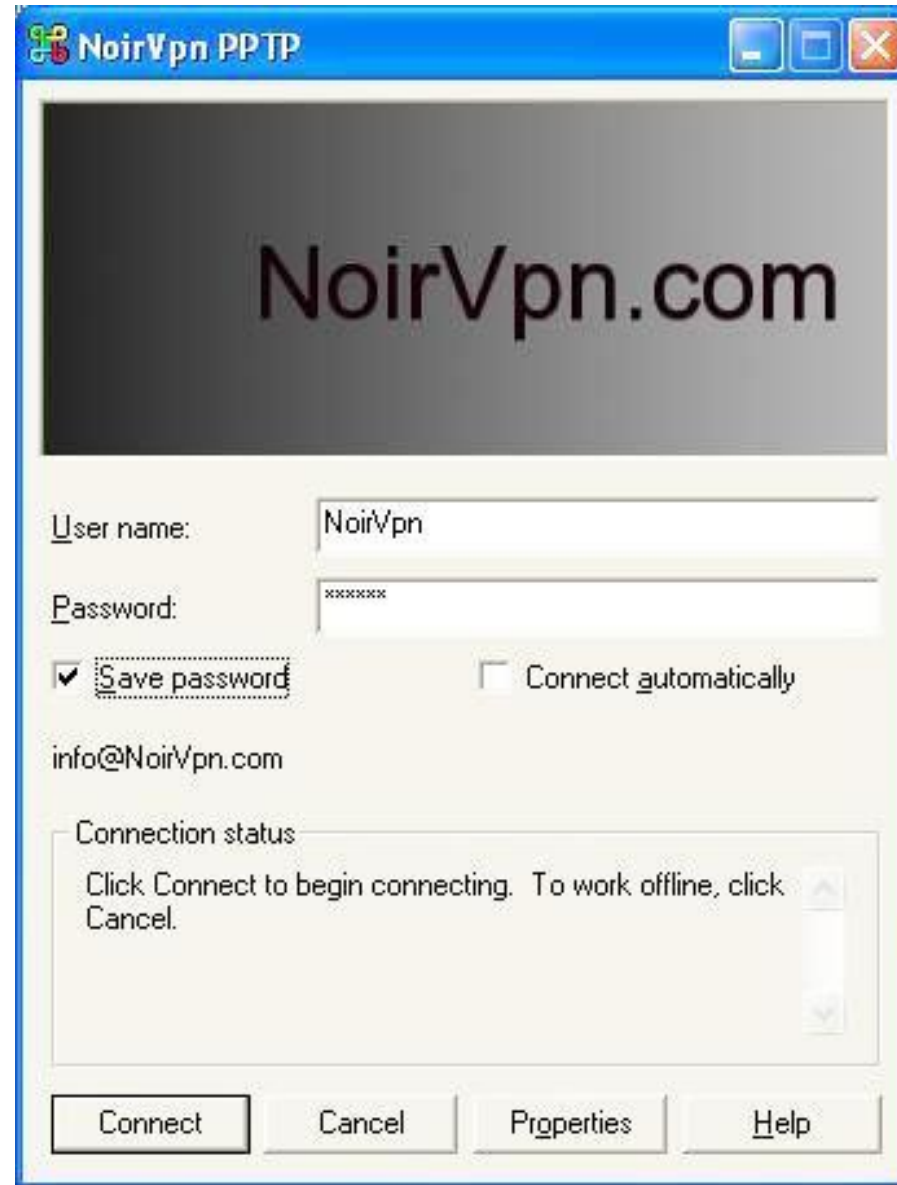 NoirVpn PPTP
NoirVpn.com
User name:
NoirVpn
Password:
××××××
Save password
Connect automatically
info@NoirVpn.com
Connection status
Click Connect to begin connecting. To work offline, click
Cancel.
Connect
Cancel
Properties
Help